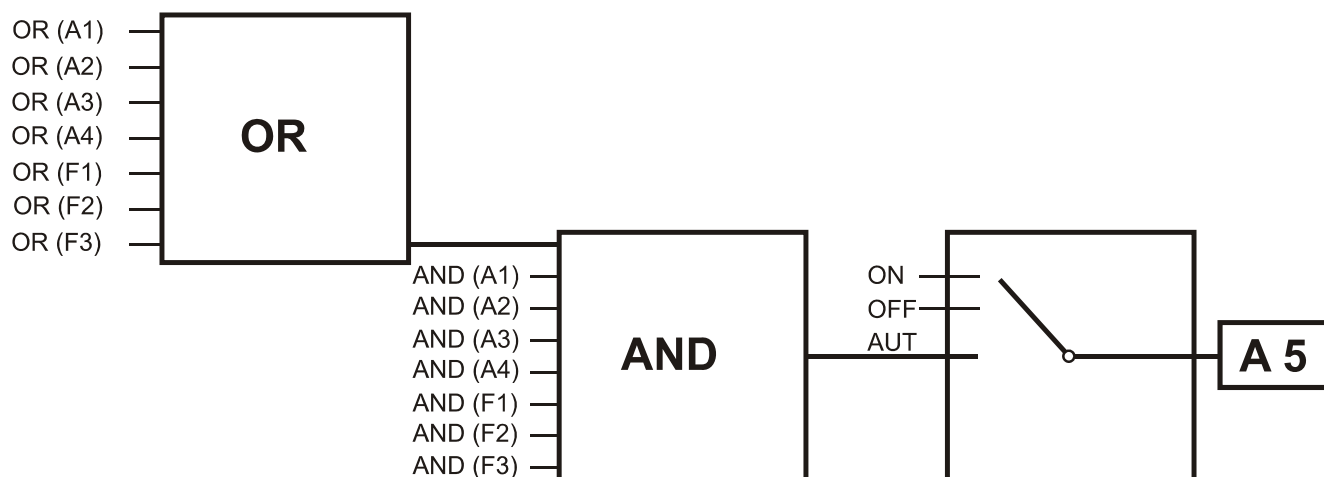 OR (A1)
OR (A2)
OR (A3)
OR (A4)
OR (F1)
OR (F2)
OR (F3)
OR
AND (A1)
AND (A2)
AND (A3)
AND (A4)
AND (F1)
AND (F2)
AND (F3)
AND
ON
OFF
AUT
A 5